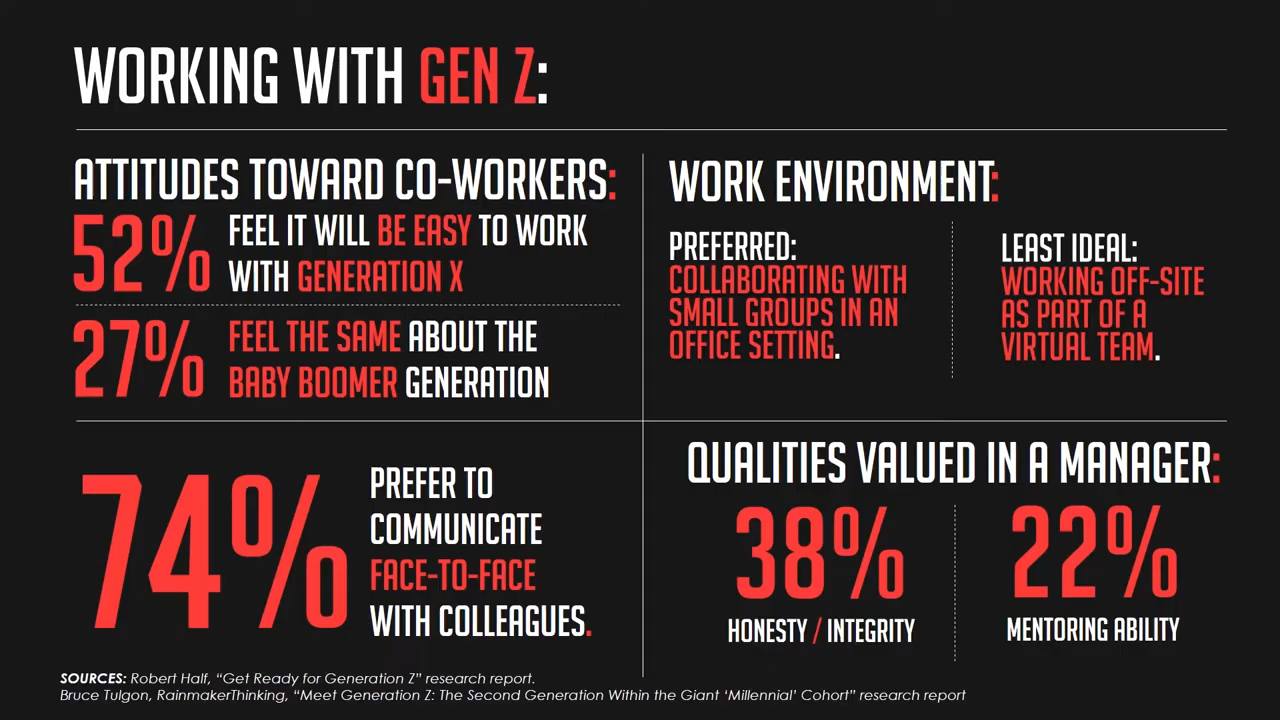 WORKING WITH GEN Z:
ATTITUDES TOWARD CO-WORKERS:
52%
FEEL IT WILL BE EASY TO WORK
WITH GENERATION X
27%
FEEL THE SAME ABOUT THE
BABY BOOMER GENERATION
WORK ENVIRONMENT:
PREFERRED:
COLLABORATING WITH
SMALL GROUPS IN AN
OFFICE SETTING.
LEAST IDEAL:
WORKING OFF-SITE
AS PART OF A
VIRTUAL TEAM.
74%
PREFER TO
COMMUNICATE
FACE-TO-FACE
WITH COLLEAGUES.
QUALITIES VALUED IN A MANAGER:
38%
HONESTY / INTEGRITY
22%
MENTORING ABILITY
SOURCES: Robert Half, “Get Ready for Generation Z” research report.
Bruce Tulgon, RainmakerThinking, “Meet Generation Z: The Second Generation Within the Giant ‘Millennial’ Cohort” research report